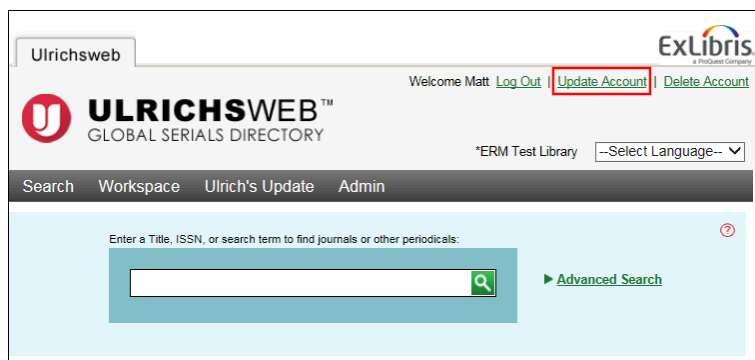 Ulrichsweb
ExLibris
a ProQuest Company
Welcome Matt Log Out | Update Account | Delete Account
ULRICHSWEB™
GLOBAL SERIALS DIRECTORY
*ERM Test Library --Select Language--
Search Workspace Ulrich's Update Admin
Enter a Title, ISSN, or search term to find journals or other periodicals:
?
Advanced Search